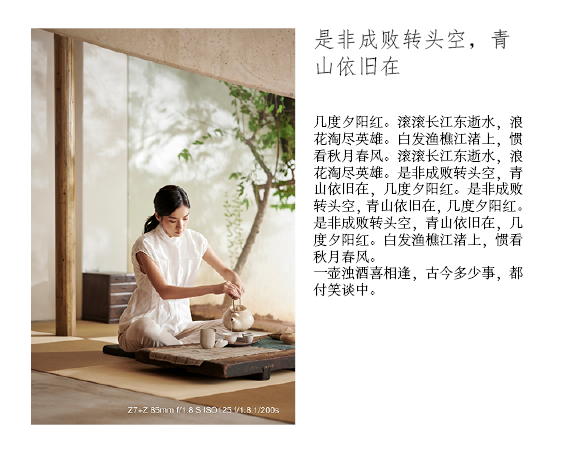 是非成败转头空，青
山依旧在
几度夕阳红。滚滚长江东逝水，浪
花淘尽英雄。白发渔樵江渚上，惯
看秋月春风。滚滚长江东逝水，浪
花淘尽英雄。是非成败转头空，青
山依旧在，几度夕阳红。是非成败
转头空，青山依旧在，几度夕阳红。
是非成败转头空，青山依旧在，几
度夕阳红。白发渔樵江渚上，惯看
秋月春风。
一壶浊酒喜相逢，古今多少事，都
付笑谈中。
Z7+Z 85mm f/1.8 S ISO125 f/1.8 1/200s